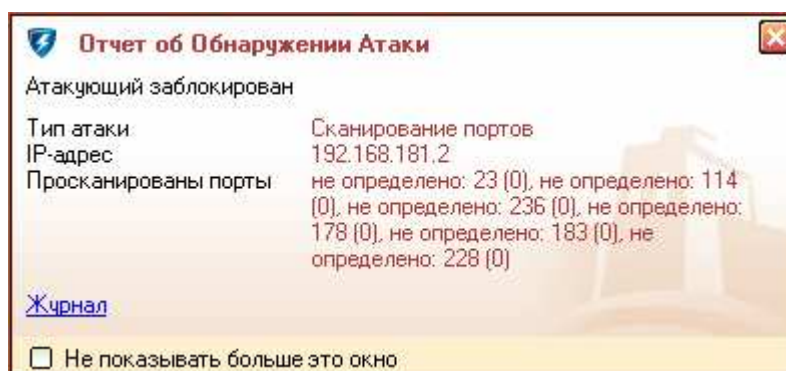 Отчет об Обнаружении Атаки
Атакующий заблокирован
Тип атаки Сканирование портов
IP-адрес 192.168.181.2
Просканированы порты не определено: 23 (0), не определено: 114
(0), не определено: 236 (0), не определено:
178 (0), не определено: 183 (0), не
определено: 228 (0)
Журнал
Не показывать больше это окно